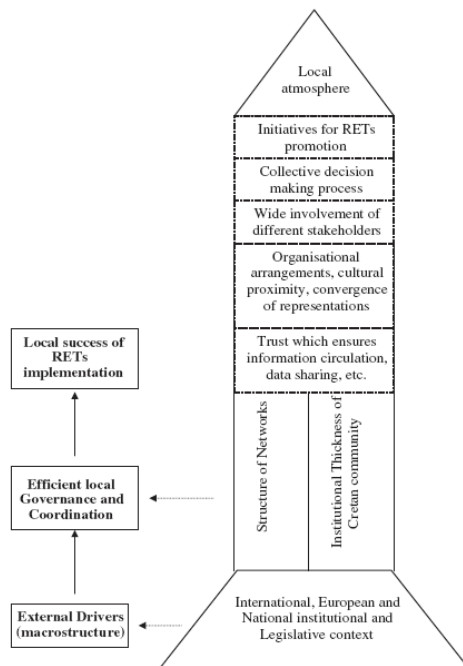 Local
atmosphere
Initiatives for RETs
promotion
Collective decision
making process
Wide involvement of
different stakeholders
Organisational
arrangements, cultural
proximity, convergence
of representations
Trust which ensures
information circulation,
data sharing, etc.
Structure of Networks
Institutional Thickness of
Cretan community
International, European and
National institutional and
Legislative context
Local success of
RETs
implementation
Efficient local
Governance and
Coordination
External Drivers
(macrostructure)